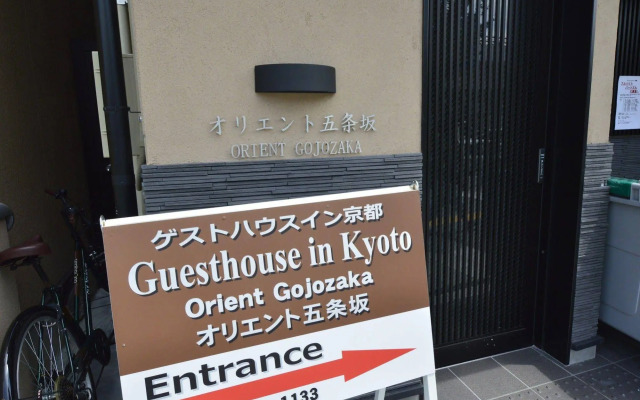 オリエント五条坂
ORIENT GOJOZAKA
ゲストハウスイン京都
Guesthouse in Kyoto
Orient Gojozaka
オリエント五条坂
Entrance
1133